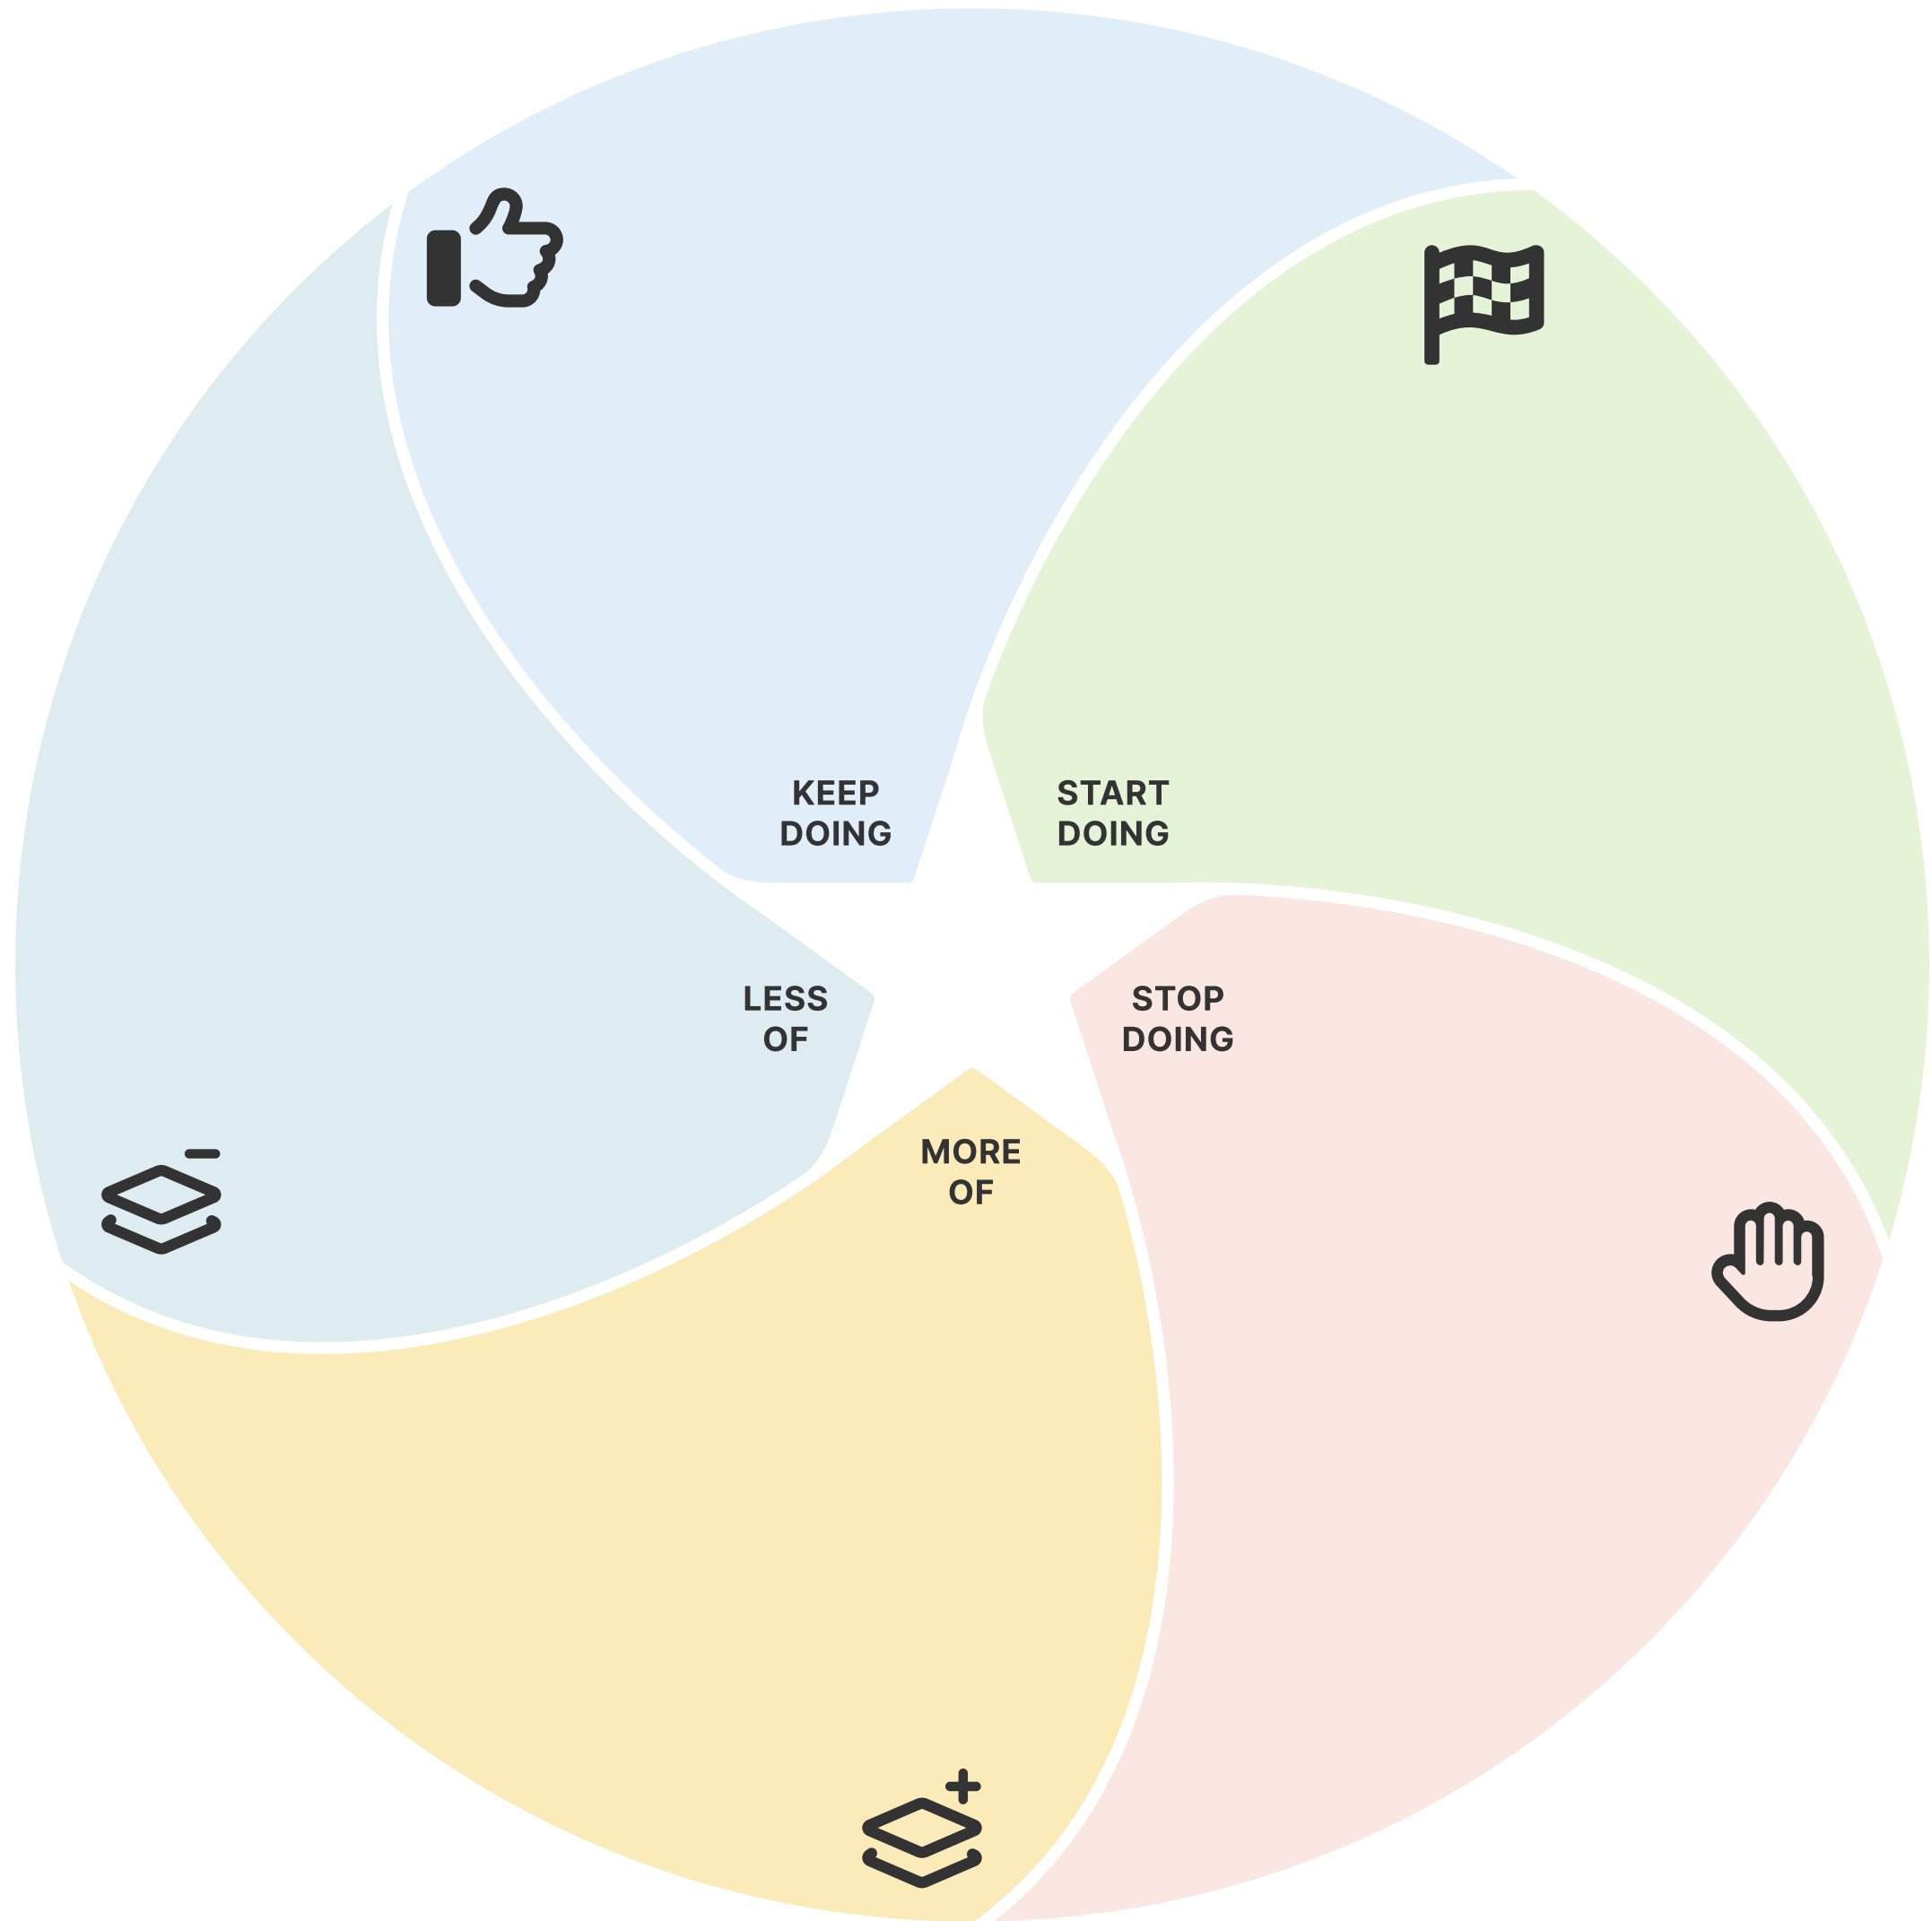 KEEP
DOING
START
DOING
LESS
OF
STOP
DOING
MORE
OF